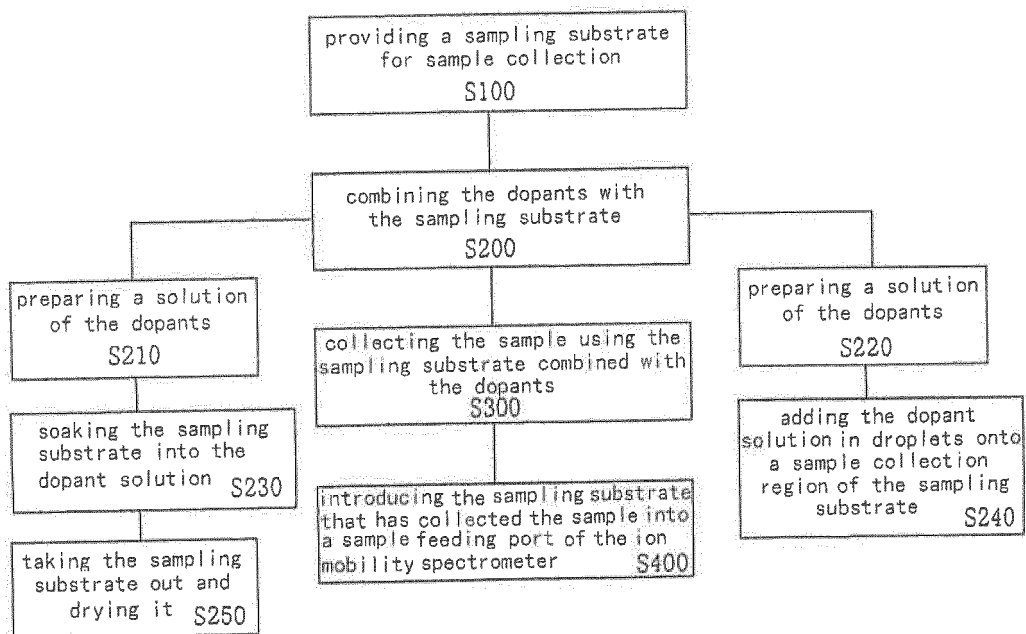 providing a sampling substrate
for sample collection
S100
combining the dopants with
the sampling substrate
S200
preparing a solution
of the dopants
S210
soaking the sampling
substrate into the
dopant solution S230
taking the sampling
substrate out and
drying it S250
collecting the sample using the
sampling substrate combined with
the dopants
S300
introducing the sampling substrate
that has collected the sample into
a sample feeding port of the ion
mobility spectrometer S400
preparing a solution
of the dopants
S220
adding the dopant
solution in droplets onto
a sample collection
region of the sampling
substrate S240